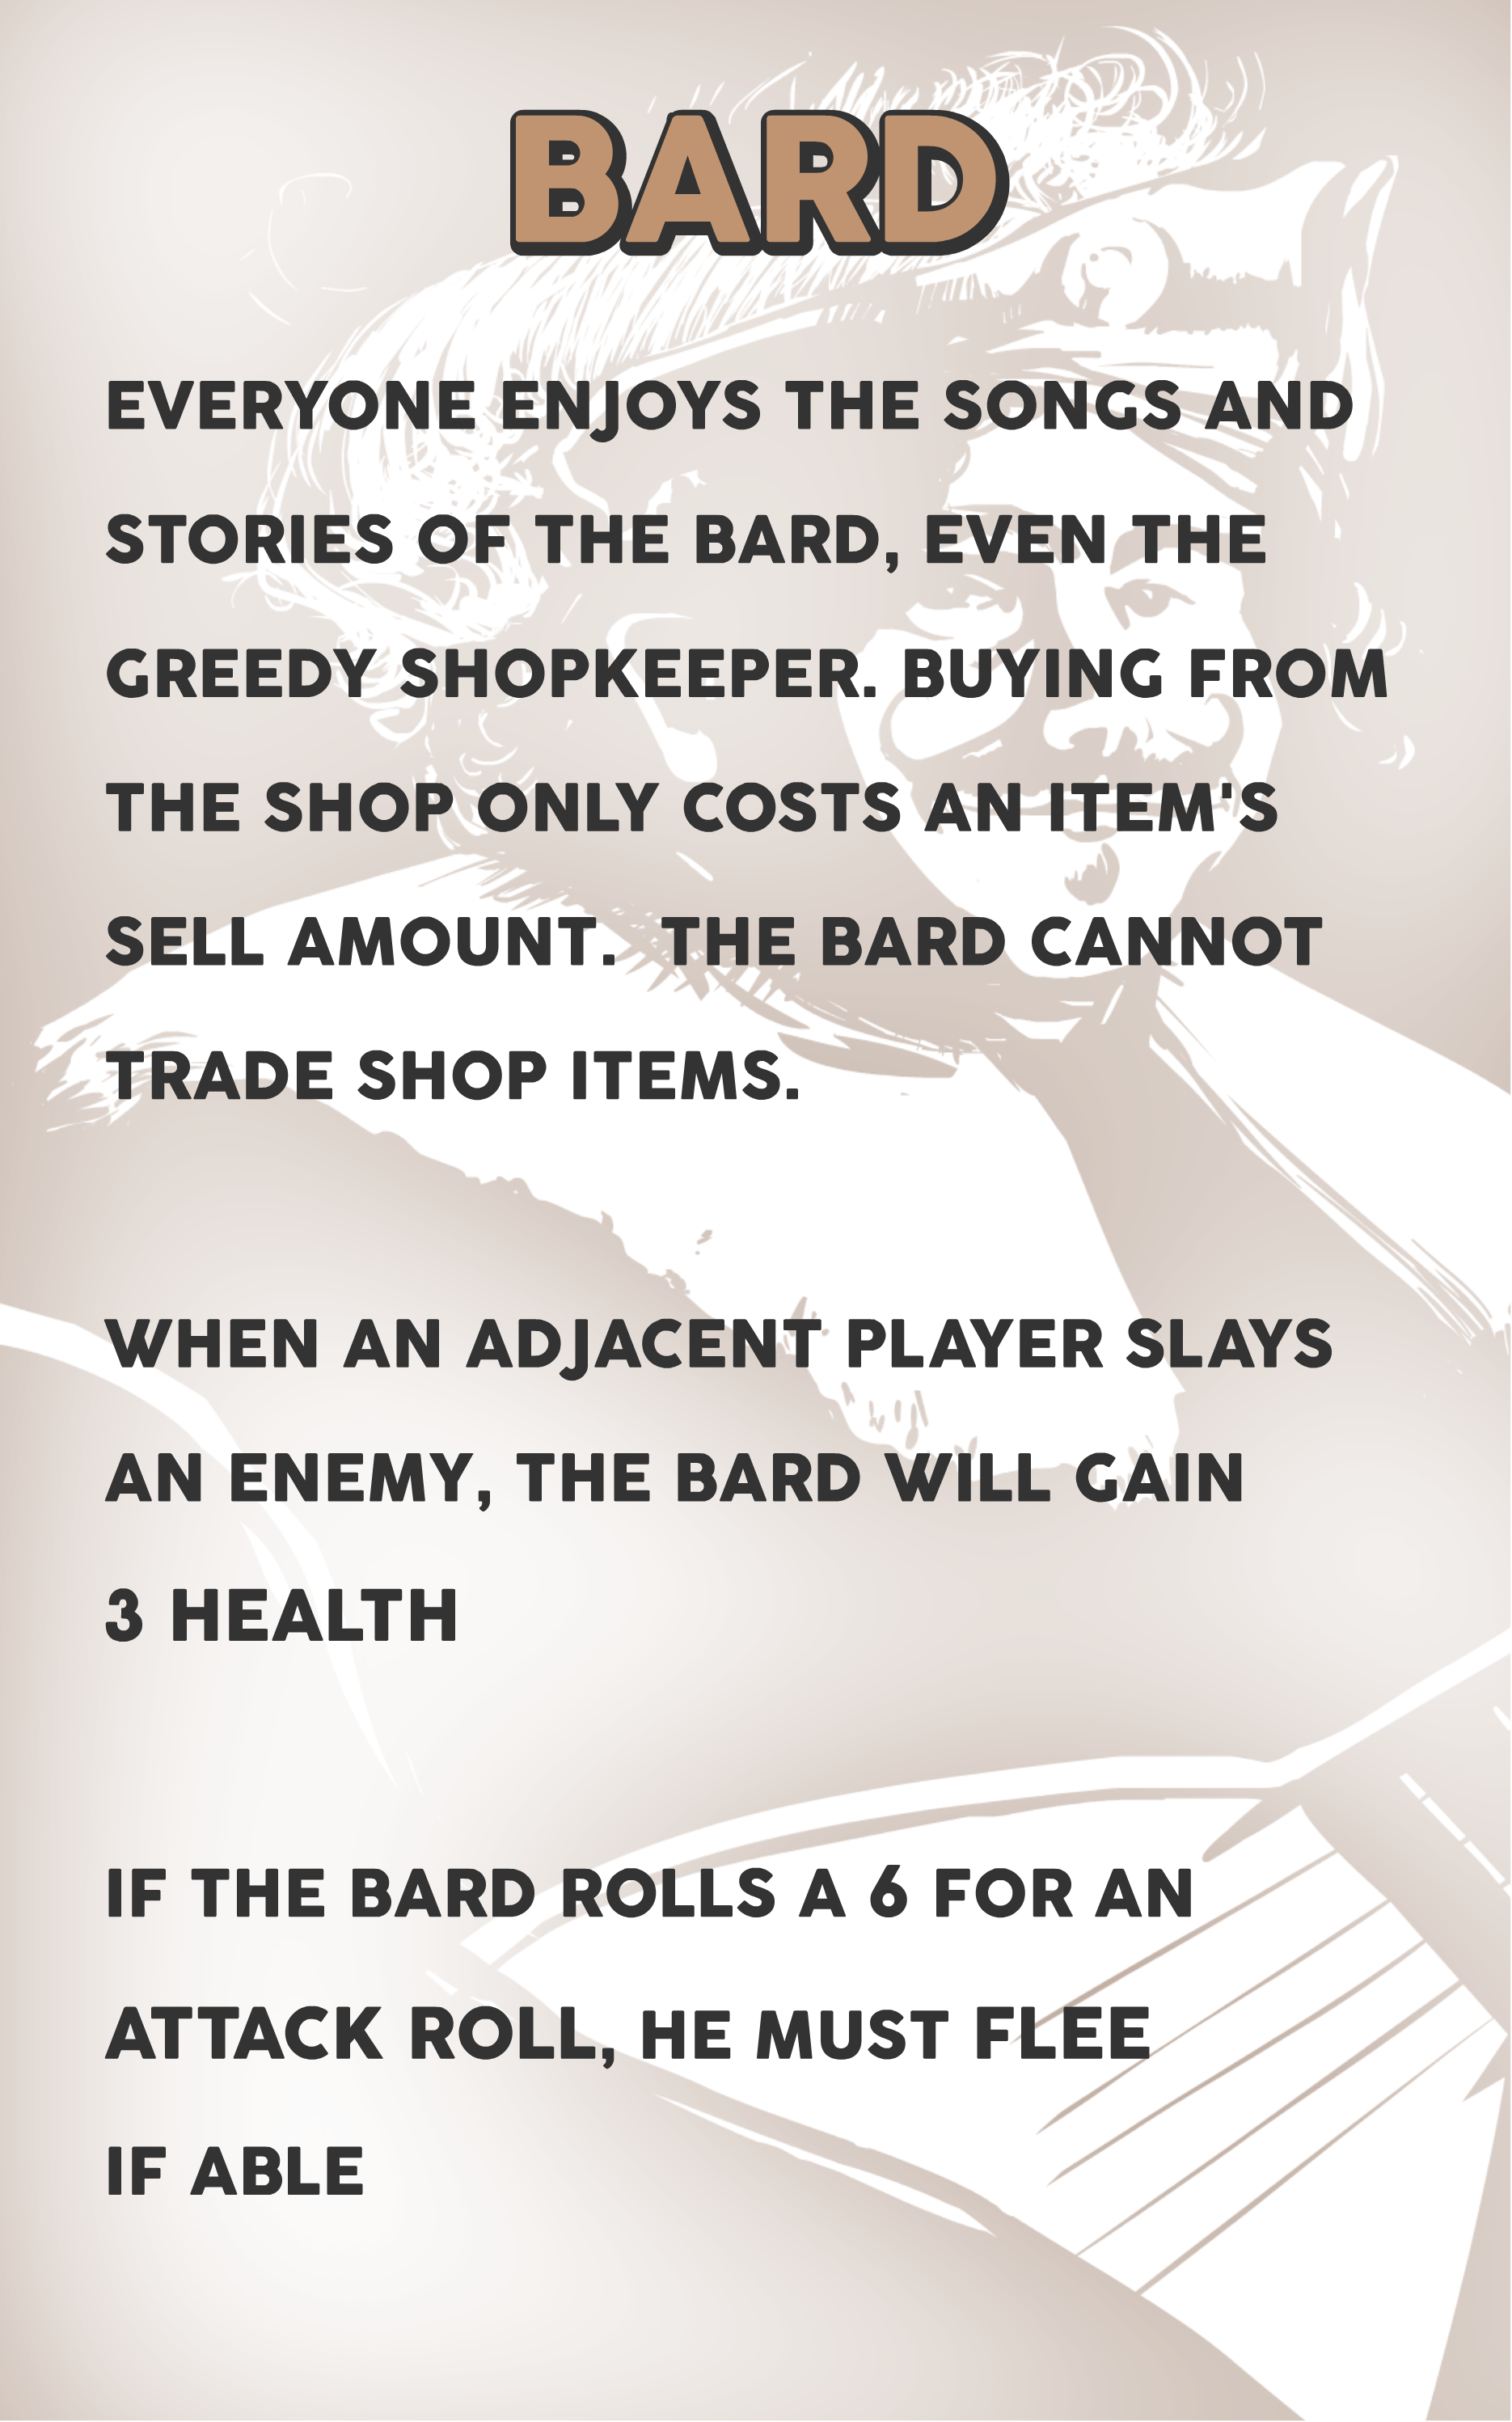 BARD
EVERYONE ENJOYS THE SONGS AND
STORIES OF THE BARD, EVEN THE
GREEDY SHOPKEEPER. BUYING FROM
THE SHOP ONLY COSTS AN ITEM'S
SELL AMOUNT. THE BARD CANNOT
TRADE SHOP ITEMS.
WHEN AN ADJACENT PLAYER SLAYS
AN ENEMY, THE BARD WILL GAIN
3 HEALTH
IF THE BARD ROLLS A 6 FOR AN
ATTACK ROLL, HE MUST FLEE
IF ABLE